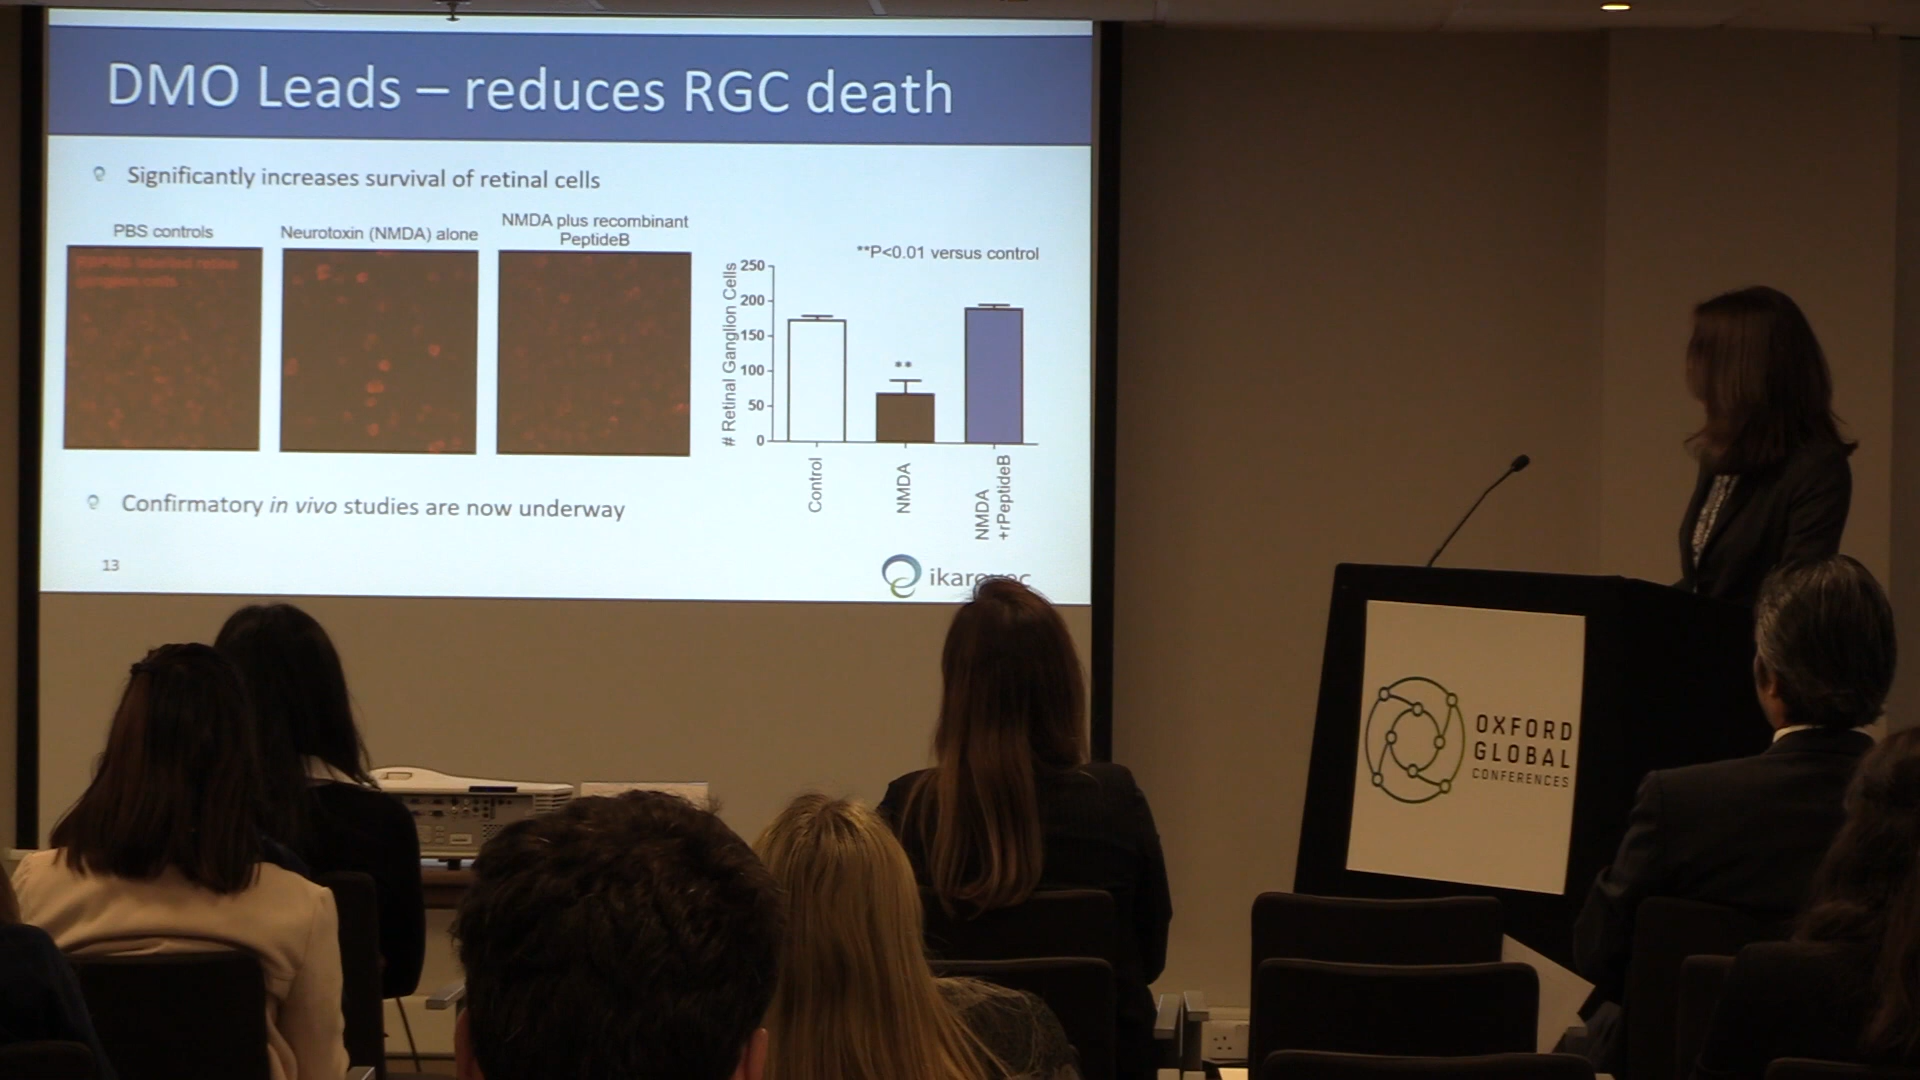 DMO Leads – reduces RGC death
Significantly increases survival of retinal cells
PBS controls
Neurotoxin (NMDA) alone
NMDA plus recombinant
PeptideB
**P<0.01 versus control
# Retinal Ganglion Cells
250
200
150
100
50
0
**
Control
NMDA
NMDA
+rPeptideB
Confirmatory in vivo studies are now underway
13
OXFORD
GLOBAL
CONFERENCES